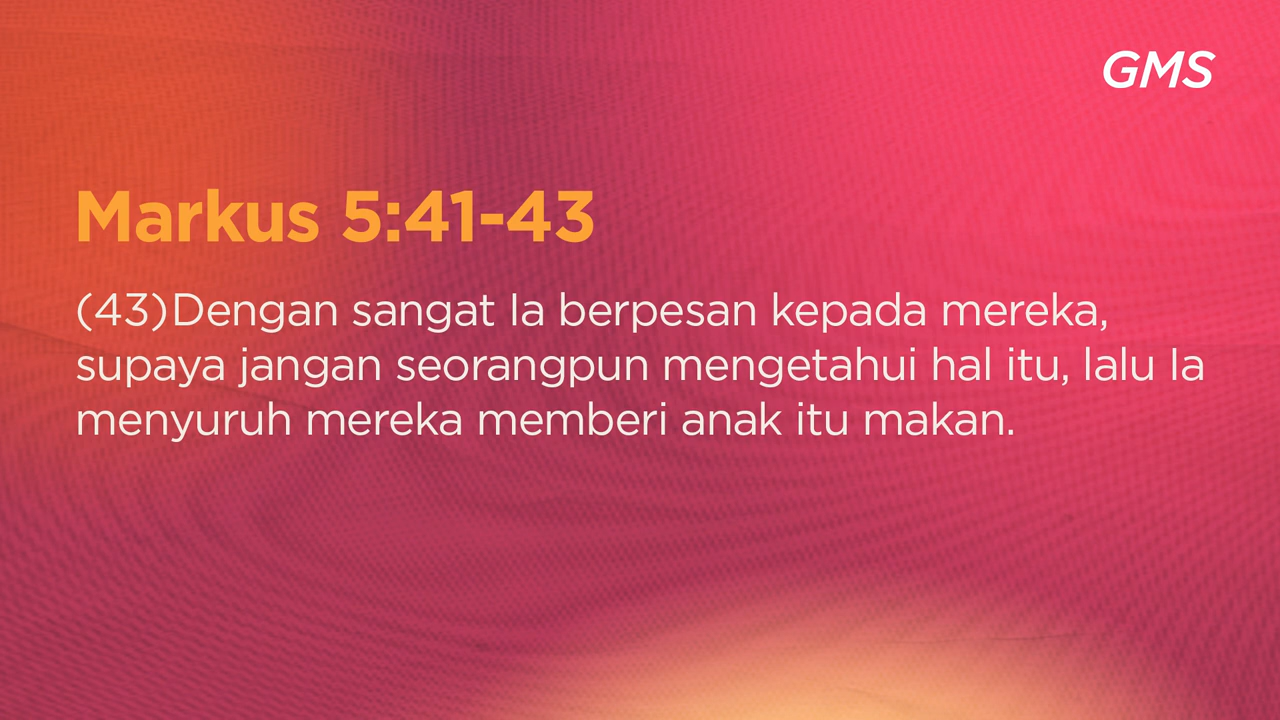 GMS
Markus 5:41-43
(43)Dengan sangat Ia berpesan kepada mereka,
supaya jangan seorangpun mengetahui hal itu, lalu Ia
menyuruh mereka memberi anak itu makan.